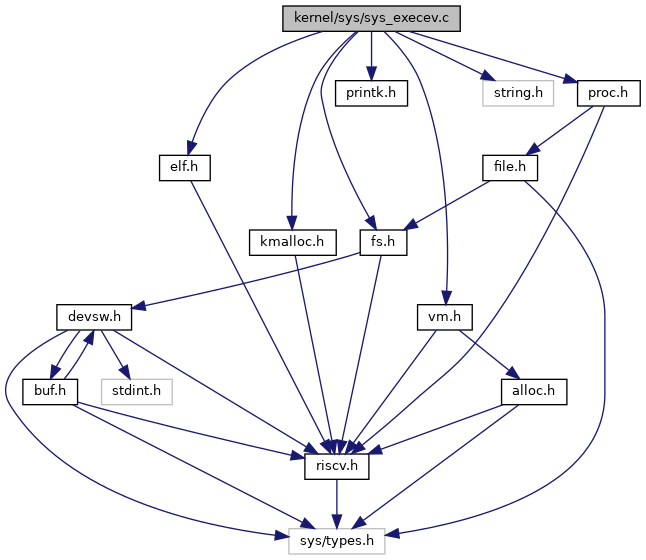 kernel/sys/sys_execev.c
printk.h
string.h
proc.h
elf.h
file.h
kmalloc.h
fs.h
devsw.h
vm.h
buf.h
stdint.h
alloc.h
riscv.h
sys/types.h